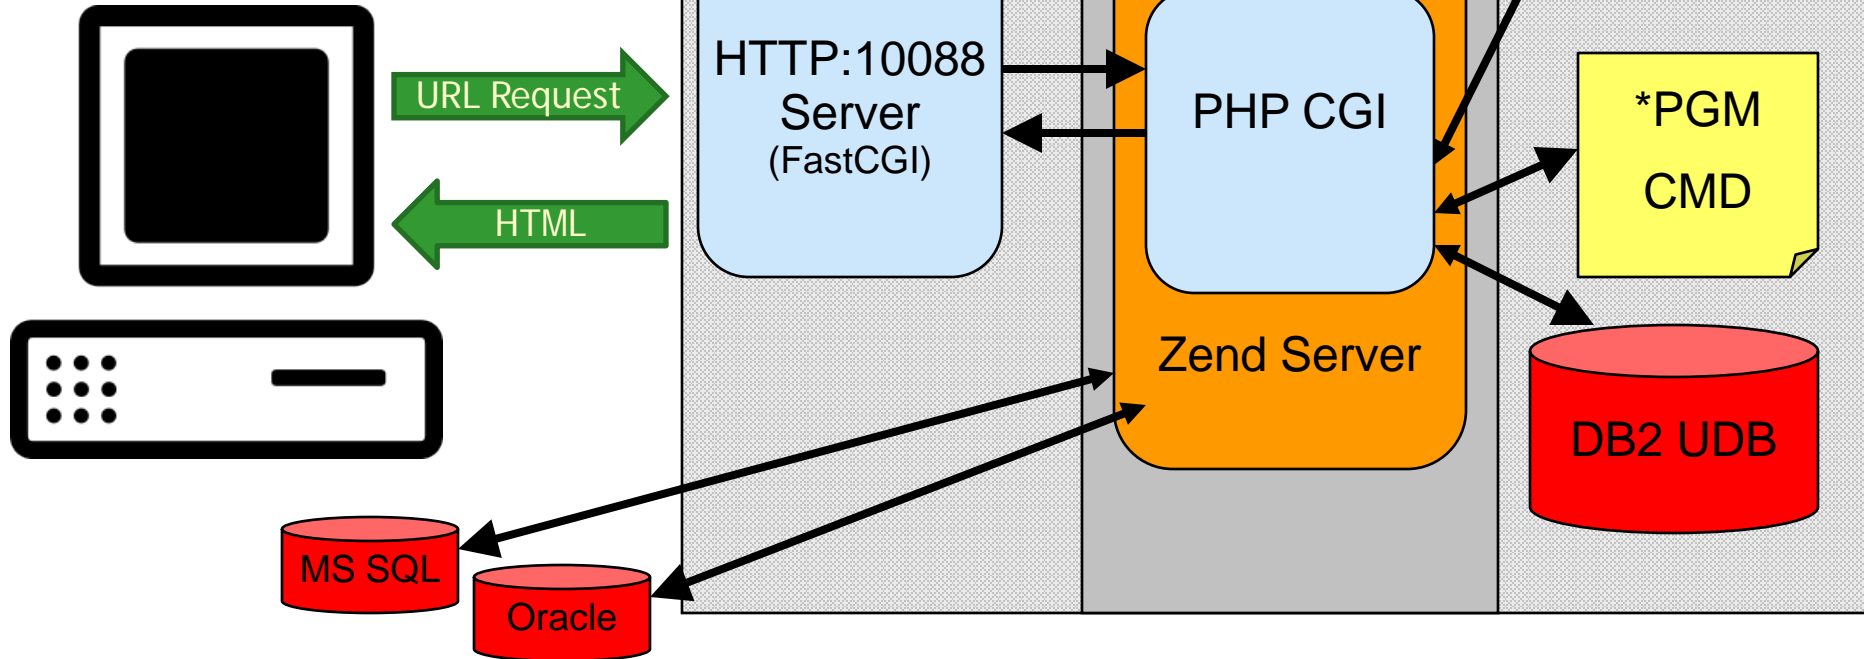 URL Request
HTML
HTTP:10088
Server
(FastCGI)
PHP CGI
Zend Server
*PGM
CMD
DB2 UDB
MS SQL
Oracle